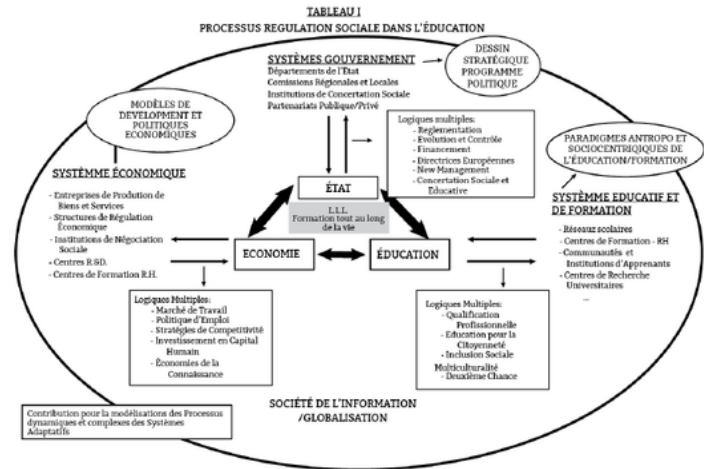 TABLEAU I
PROCESSUS REGULATION SOCIALE DANS L'ÉDUCATION
SYSTÈMES GOUVERNEMENT
Départements de l'État
Comissions Régionales et Locales
Institutions de Concertation Sociale
Partenariats Publique/Privé
DESSIN
STRATÉGIQUE
PROGRAMME
POLITIQUE
MODÈLES DE
DEVELOPMENT ET
POLITIQUES
ECONOMIQUES
Logiques multiples:
- Reglementation
- Evolution et Contrôle
- Financement
- Directrices Européennes
- New Management
- Concertation Sociale et
Educative
PARADIGMES ANTROPO ET
SOCIOCENTRIQIQUES DE
L'ÉDUCATION/FORMATION
SYSTÈMME ÉCONOMIQUE
- Entreprises de Prodution de
Biens et Services
- Structures de Régulation
Économique
- Institutions de Négociation
Sociale
- Centres R.&D.
- Centres de Formation R.H.
ÉTAT
L.L.L.
Formation tout au long
de la vie
ECONOMIE
ÉDUCATION
SYSTÈMME EDUCATIF ET
DE FORMATION
- Réseaux scolaires
- Centres de Formation - RH
- Communautés et
Institutions d'Apprenants
- Centres de Recherche
Universitaires
...
Logiques Multiples:
- Marché de Travail
- Politique d'Emploi
- Stratégies de Competitivité
- Investissement en Capital
Humain
- Économies de la
Connaissance
Logiques Multiples:
- Qualification
Profissionnelle
- Education pour la
Citoyenneté
- Inclusion Sociale
Multiculturalité
- Deuxième Chance
SOCIÉTÉ DE L'INFORMATION
/GLOBALISATION
Contribution pour la modélisations des Processus
dynamiques et complexes des Systèmes
Adaptatifs